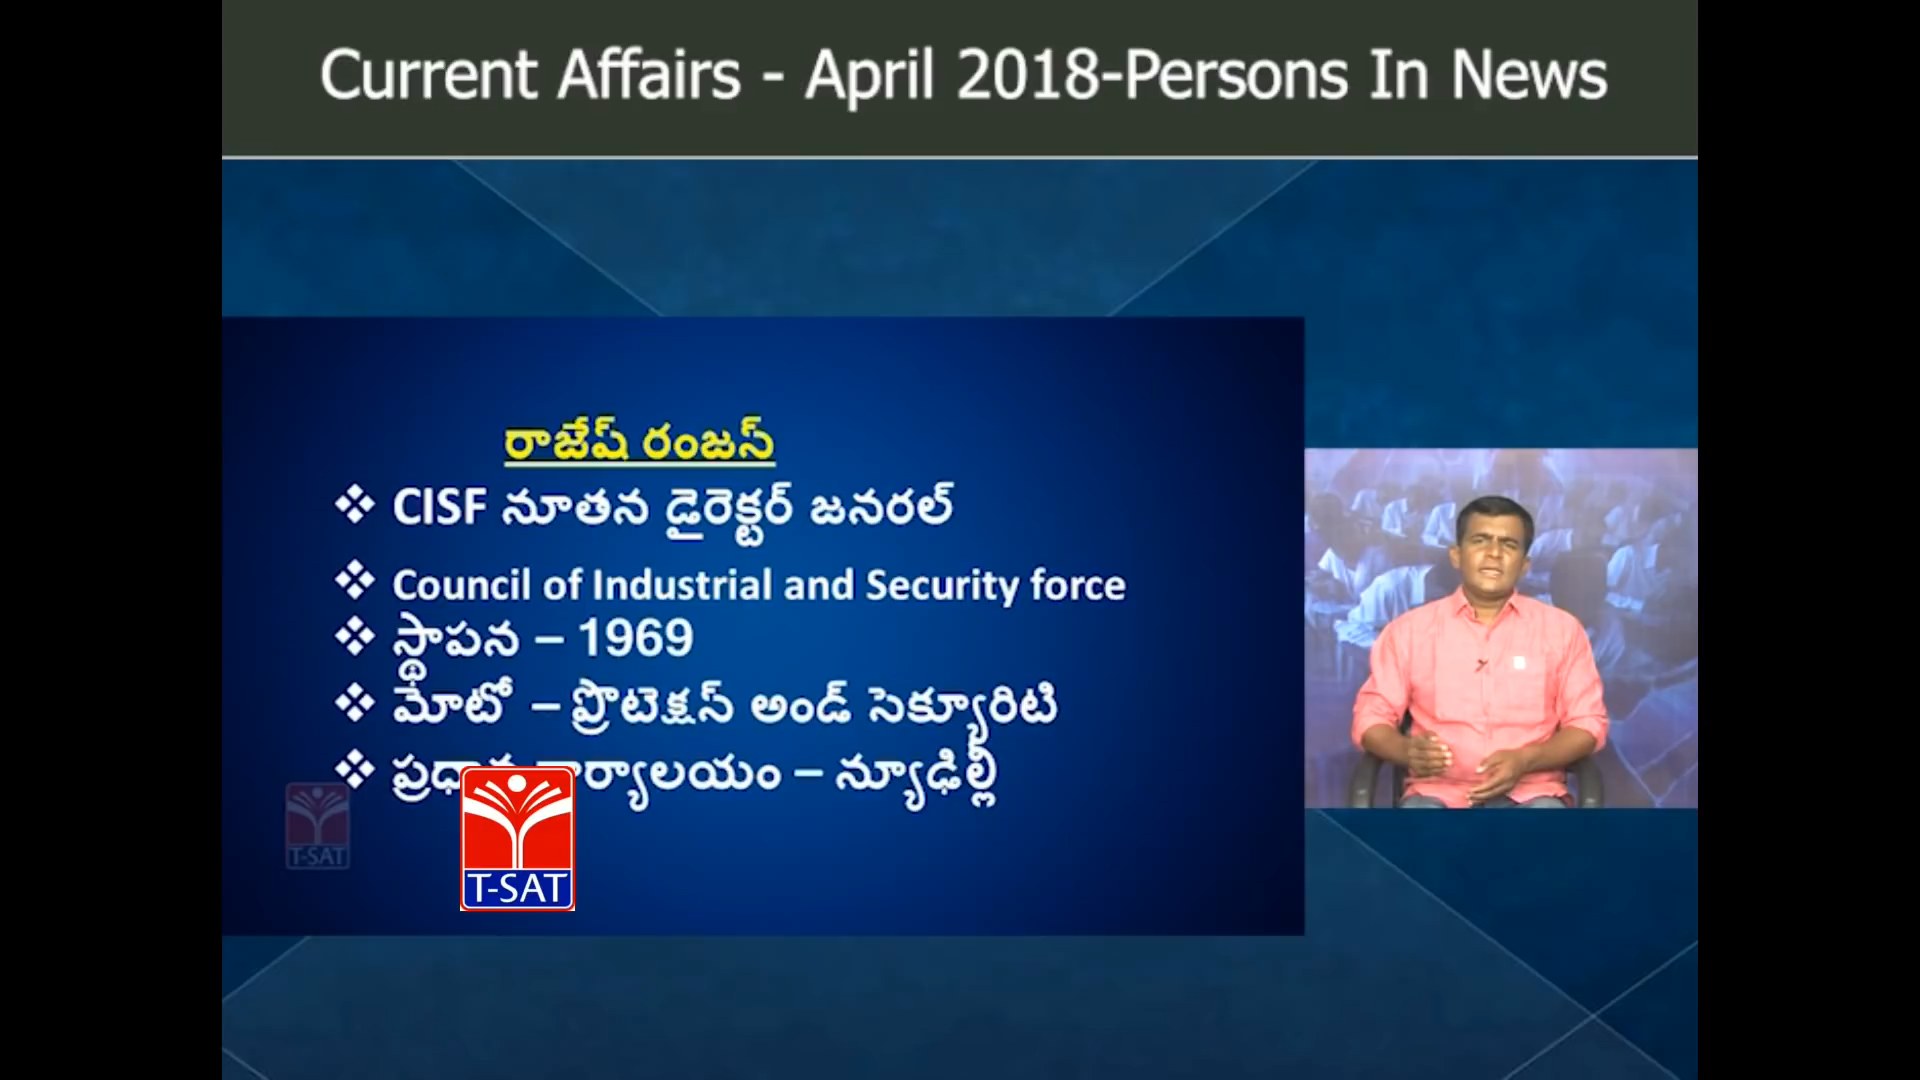 Current Affairs - April 2018-Persons In News
రాజేష్ రంజన్
❖ CISF నూతన డైరెక్టర్ జనరల్
❖ Council of Industrial and Security force
❖ స్థాపన – 1969
❖ మోటో – ప్రొటెక్షన్ అండ్ సెక్యూరిటి
❖ కార్యాలయం – న్యూఢిల్లీ
T-SAT
T-SAT